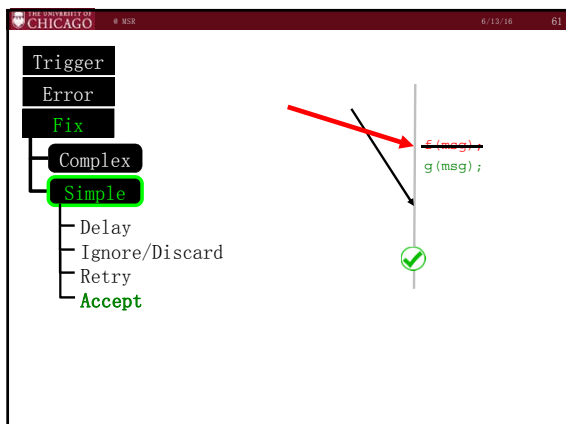 THE UNIVERSITY OF
CHICAGO @ MSR 6/13/16 61
Trigger
Error
Fix
f(msg);
g(msg);
Complex
Simple
Delay
Ignore/Discard
Retry
Accept